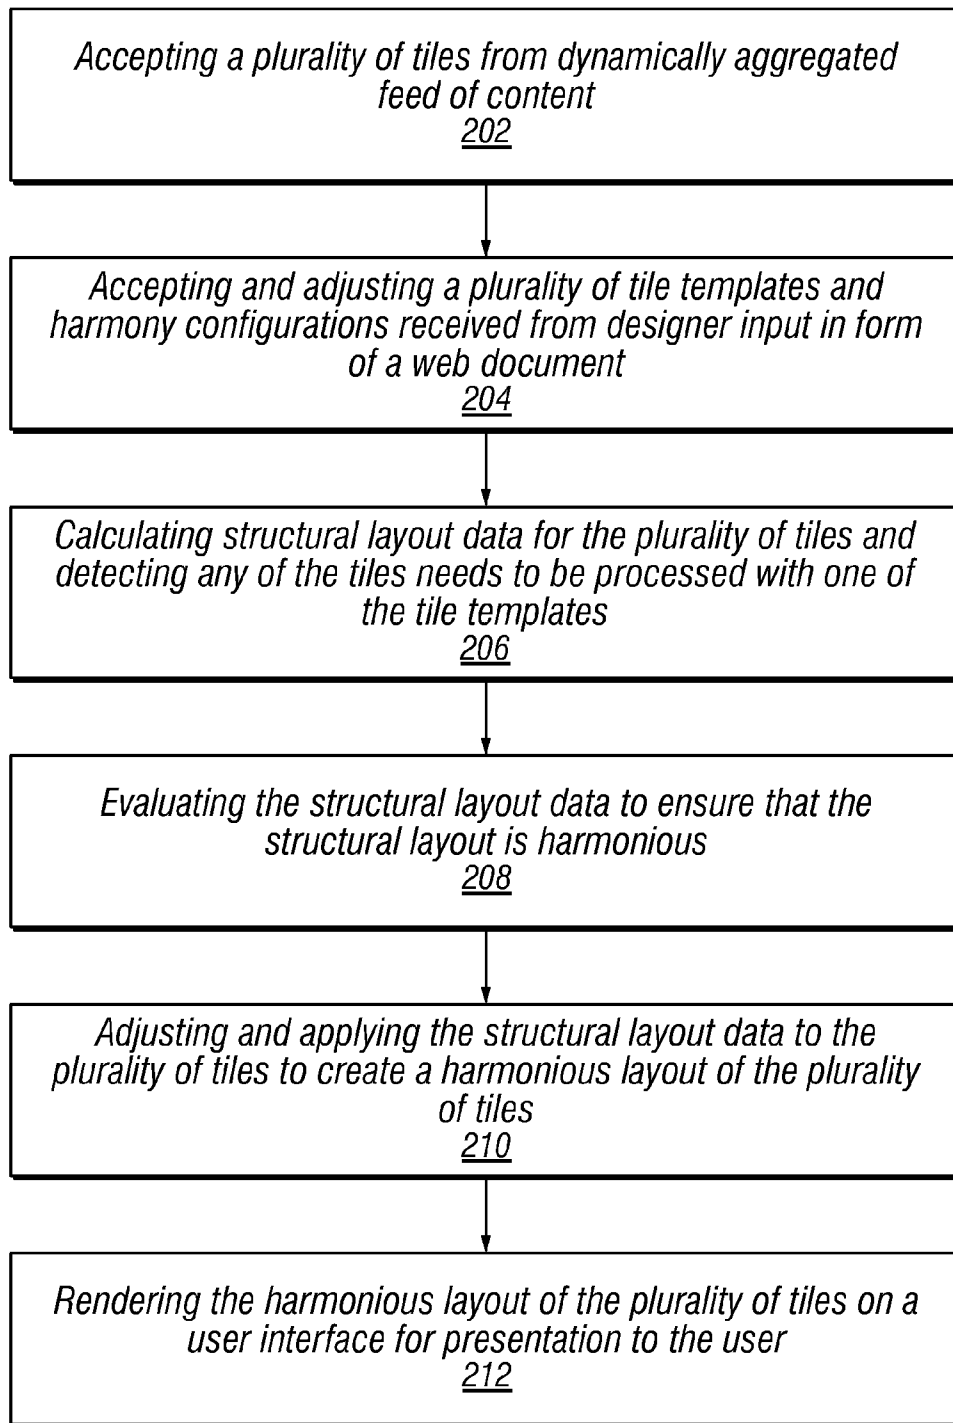 Accepting a plurality of tiles from dynamically aggregated
feed of content
202
Accepting and adjusting a plurality of tile templates and
harmony configurations received from designer input in form
of a web document
204
Calculating structural layout data for the plurality of tiles and
detecting any of the tiles needs to be processed with one of
the tile templates
206
Evaluating the structural layout data to ensure that the
structural layout is harmonious
208
Adjusting and applying the structural layout data to the
plurality of tiles to create a harmonious layout of the plurality
of tiles
210
Rendering the harmonious layout of the plurality of tiles on a
user interface for presentation to the user
212